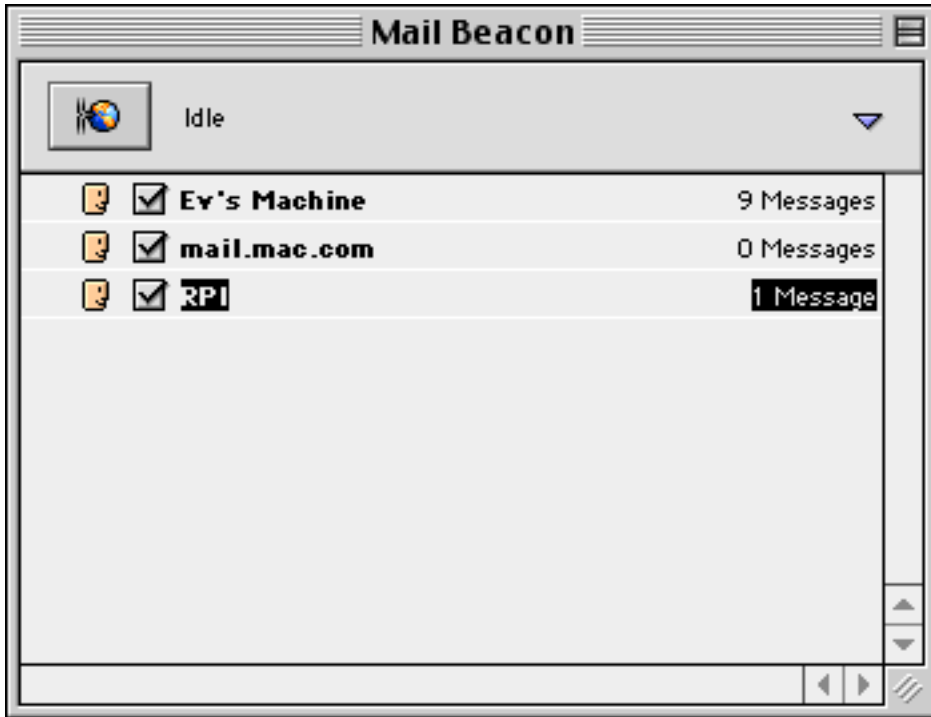 Mail Beacon
Idle
Ev's Machine 9 Messages
mail.mac.com 0 Messages
RPI 1 Message